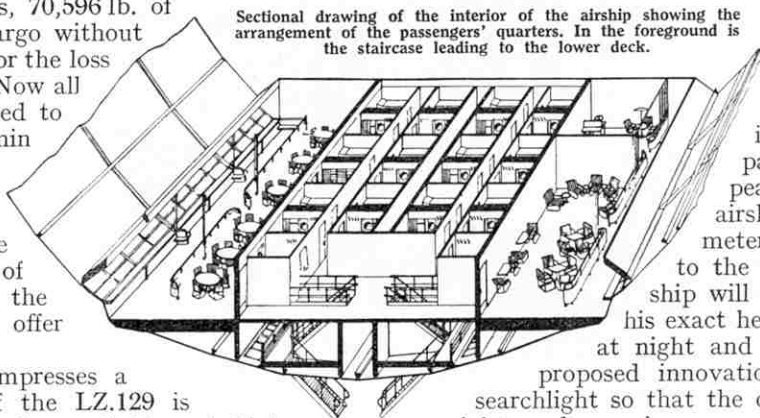 s, 70,596 lb. of
argo without
or the loss
Now all
ed to
nin
e
of
the
offer
mpresses a
f the LZ.129 is
Sectional drawing of the interior of the airship showing the
arrangement of the passengers' quarters. In the foreground is
the staircase leading to the lower deck.
i
pa
pea
airsh
meter
to the
ship will
his exact he
at night and
proposed innovatio
searchlight so that the c